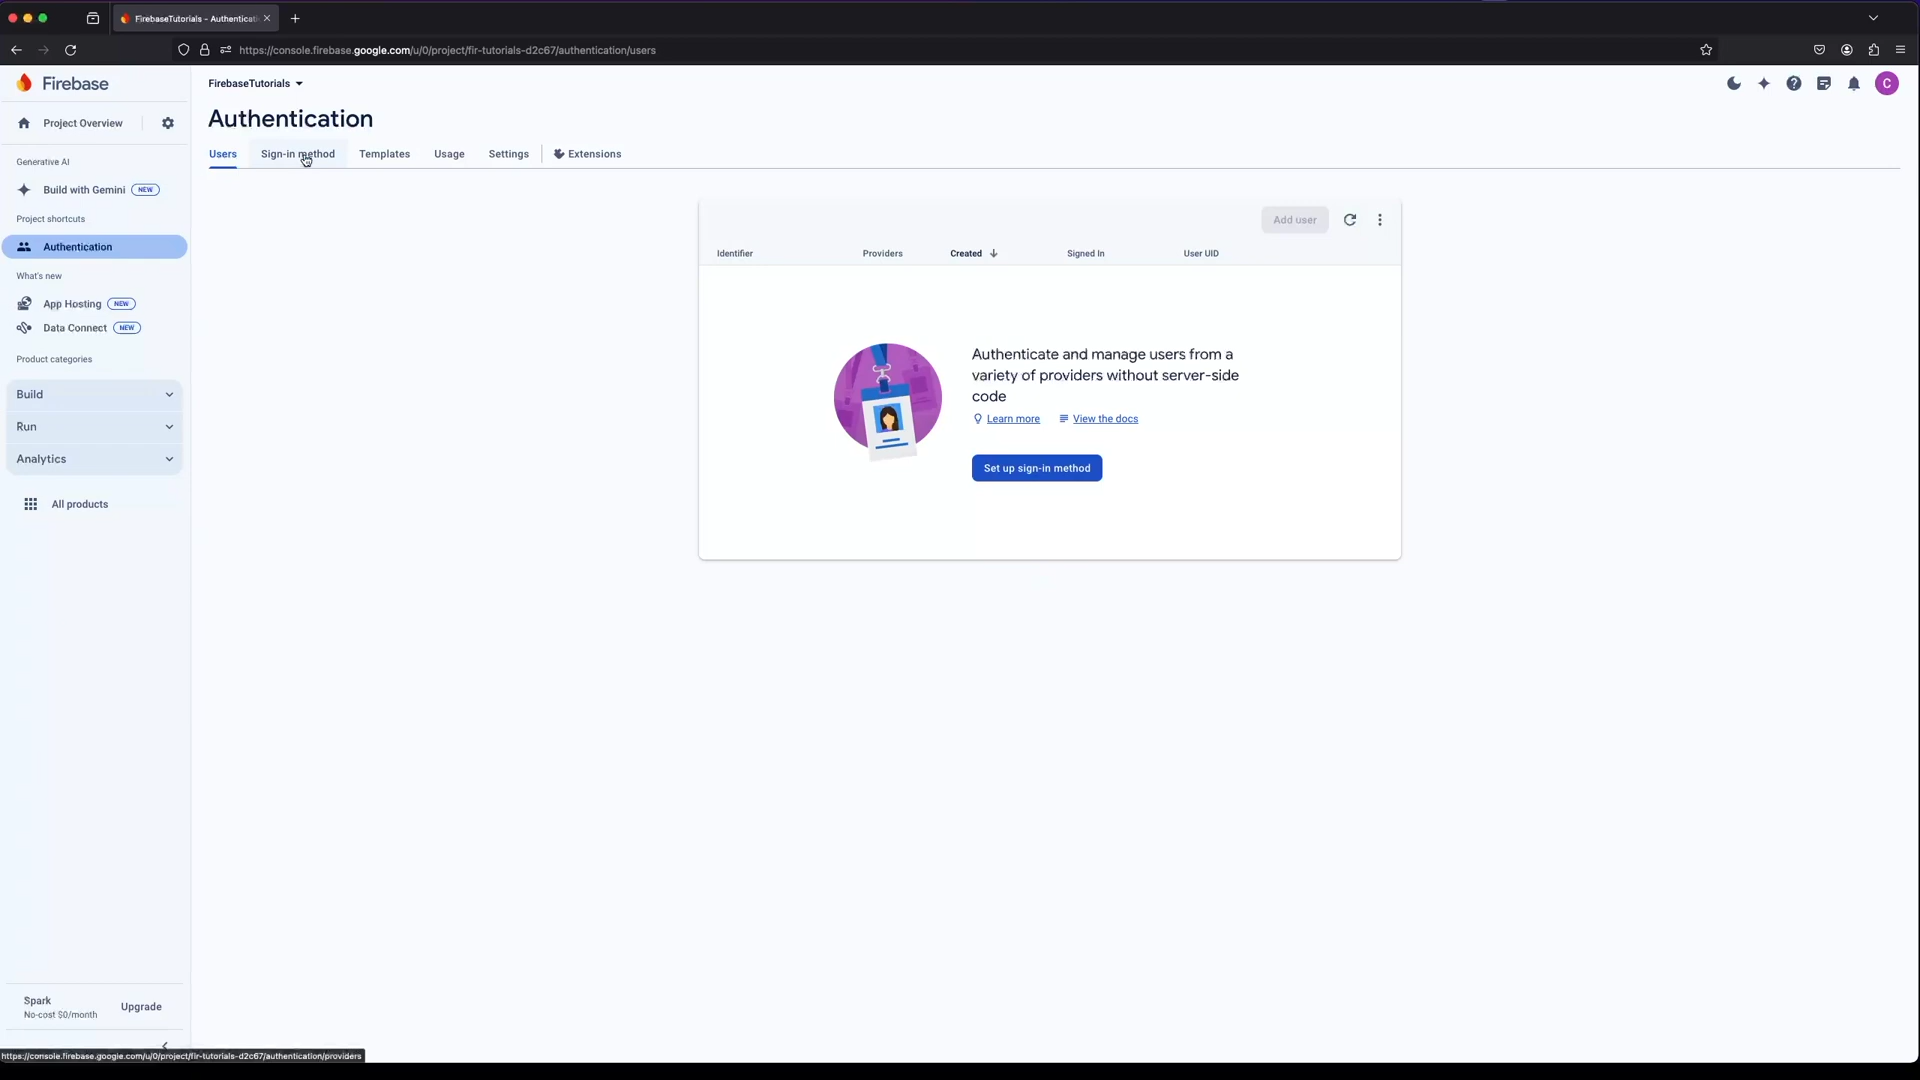 FirebaseTutorials - Authenticati
https://console.firebase.google.com/u/0/project/fir-tutorials-d2c67/authentication/users
Firebase
FirebaseTutorials
C
Project Overview
Authentication
Users
Sign-in method
Templates
Usage
Settings
Extensions
Generative AI
Build with Gemini NEW
Project shortcuts
Authentication
What's new
App Hosting NEW
Data Connect NEW
Product categories
Build
Run
Analytics
All products
Add user
Identifier
Providers
Created
Signed In
User UID
Authenticate and manage users from a
variety of providers without server-side
code
Learn more
View the docs
Set up sign-in method
Spark
No-cost $0/month
Upgrade
https://console.firebase.google.com/u/0/project/fir-tutorials-d2c67/authentication/providers